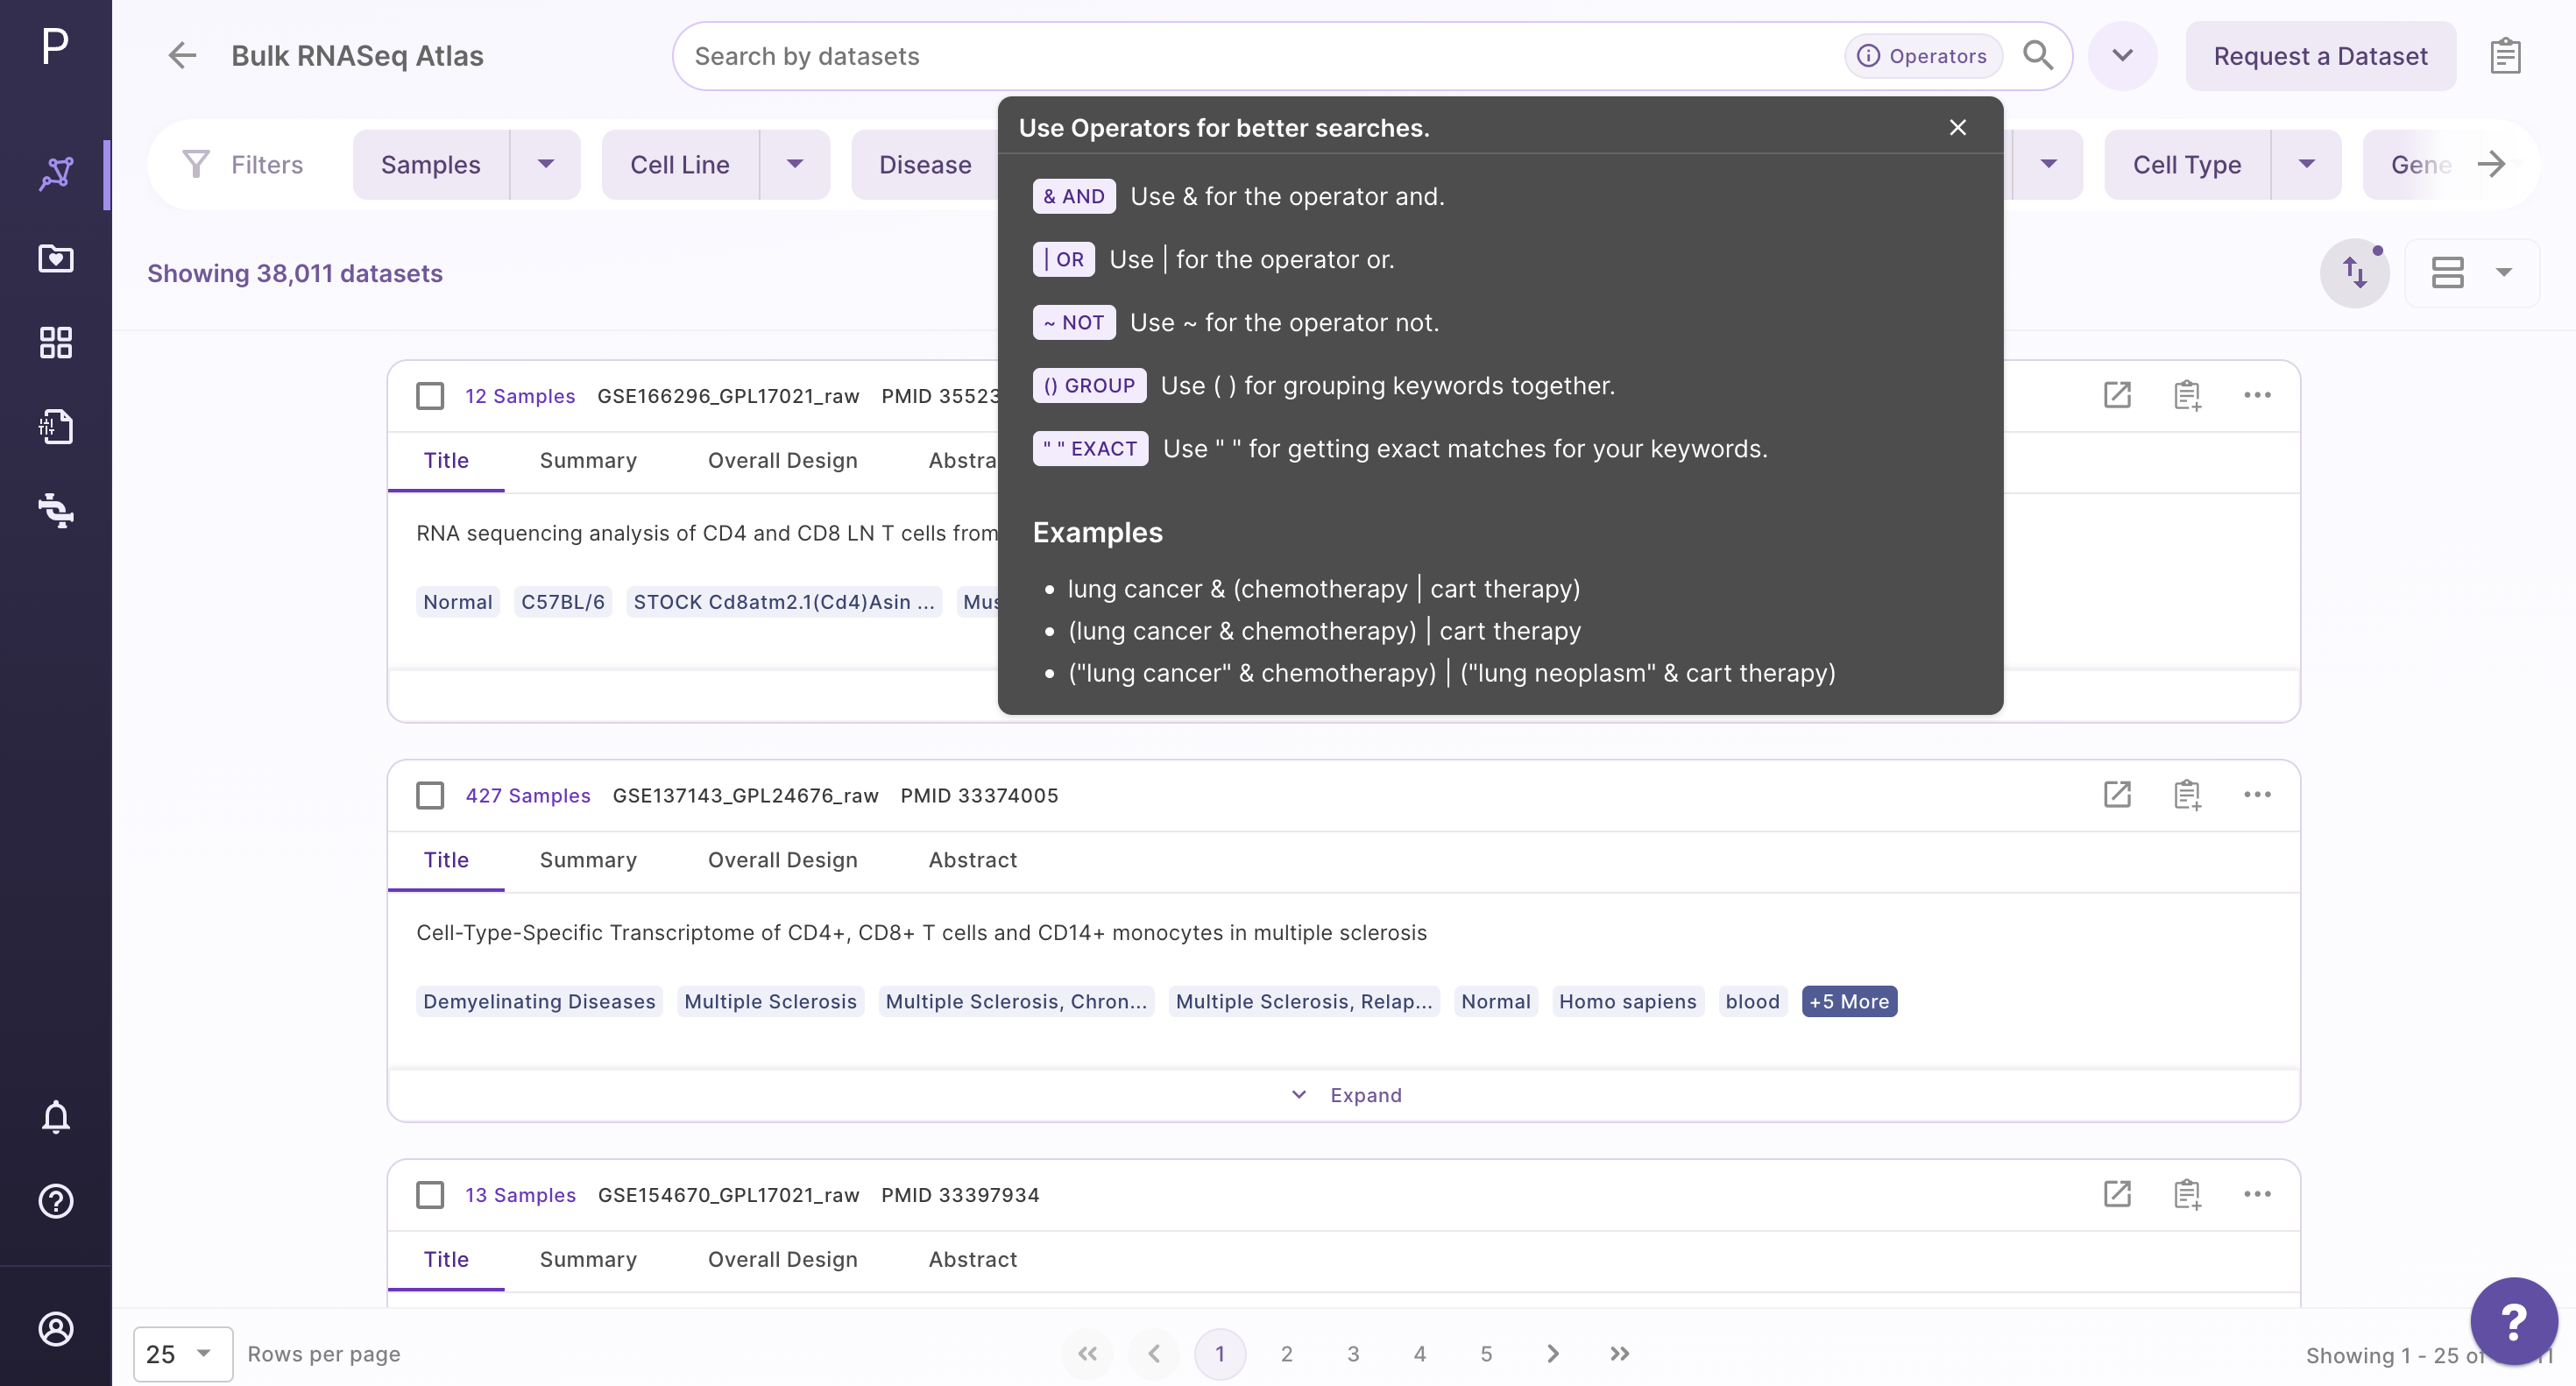 P
Bulk RNASeq Atlas
Search by datasets
Operators
Request a Dataset
Use Operators for better searches.
Filters
Samples
Cell Line
Disease
Cell Type
Gene
& AND Use & for the operator and.
| OR Use | for the operator or.
~ NOT Use ~ for the operator not.
() GROUP Use ( ) for grouping keywords together.
" " EXACT Use " " for getting exact matches for your keywords.
Examples
• lung cancer & (chemotherapy | cart therapy)
• (lung cancer & chemotherapy) | cart therapy
• ("lung cancer" & chemotherapy) | ("lung neoplasm" & cart therapy)
Showing 38,011 datasets
12 Samples GSE166296_GPL17021_raw PMID 35523
Title Summary Overall Design Abstra
RNA sequencing analysis of CD4 and CD8 LN T cells from
Normal C57BL/6 STOCK Cd8atm2.1(Cd4)Asin ... Mus
427 Samples GSE137143_GPL24676_raw PMID 33374005
Title Summary Overall Design Abstract
Cell-Type-Specific Transcriptome of CD4+, CD8+ T cells and CD14+ monocytes in multiple sclerosis
Demyelinating Diseases Multiple Sclerosis Multiple Sclerosis, Chron... Multiple Sclerosis, Relap... Normal Homo sapiens blood +5 More
Expand
13 Samples GSE154670_GPL17021_raw PMID 33397934
Title Summary Overall Design Abstract
25 Rows per page
1 2 3 4 5
Showing 1 - 25 of
?